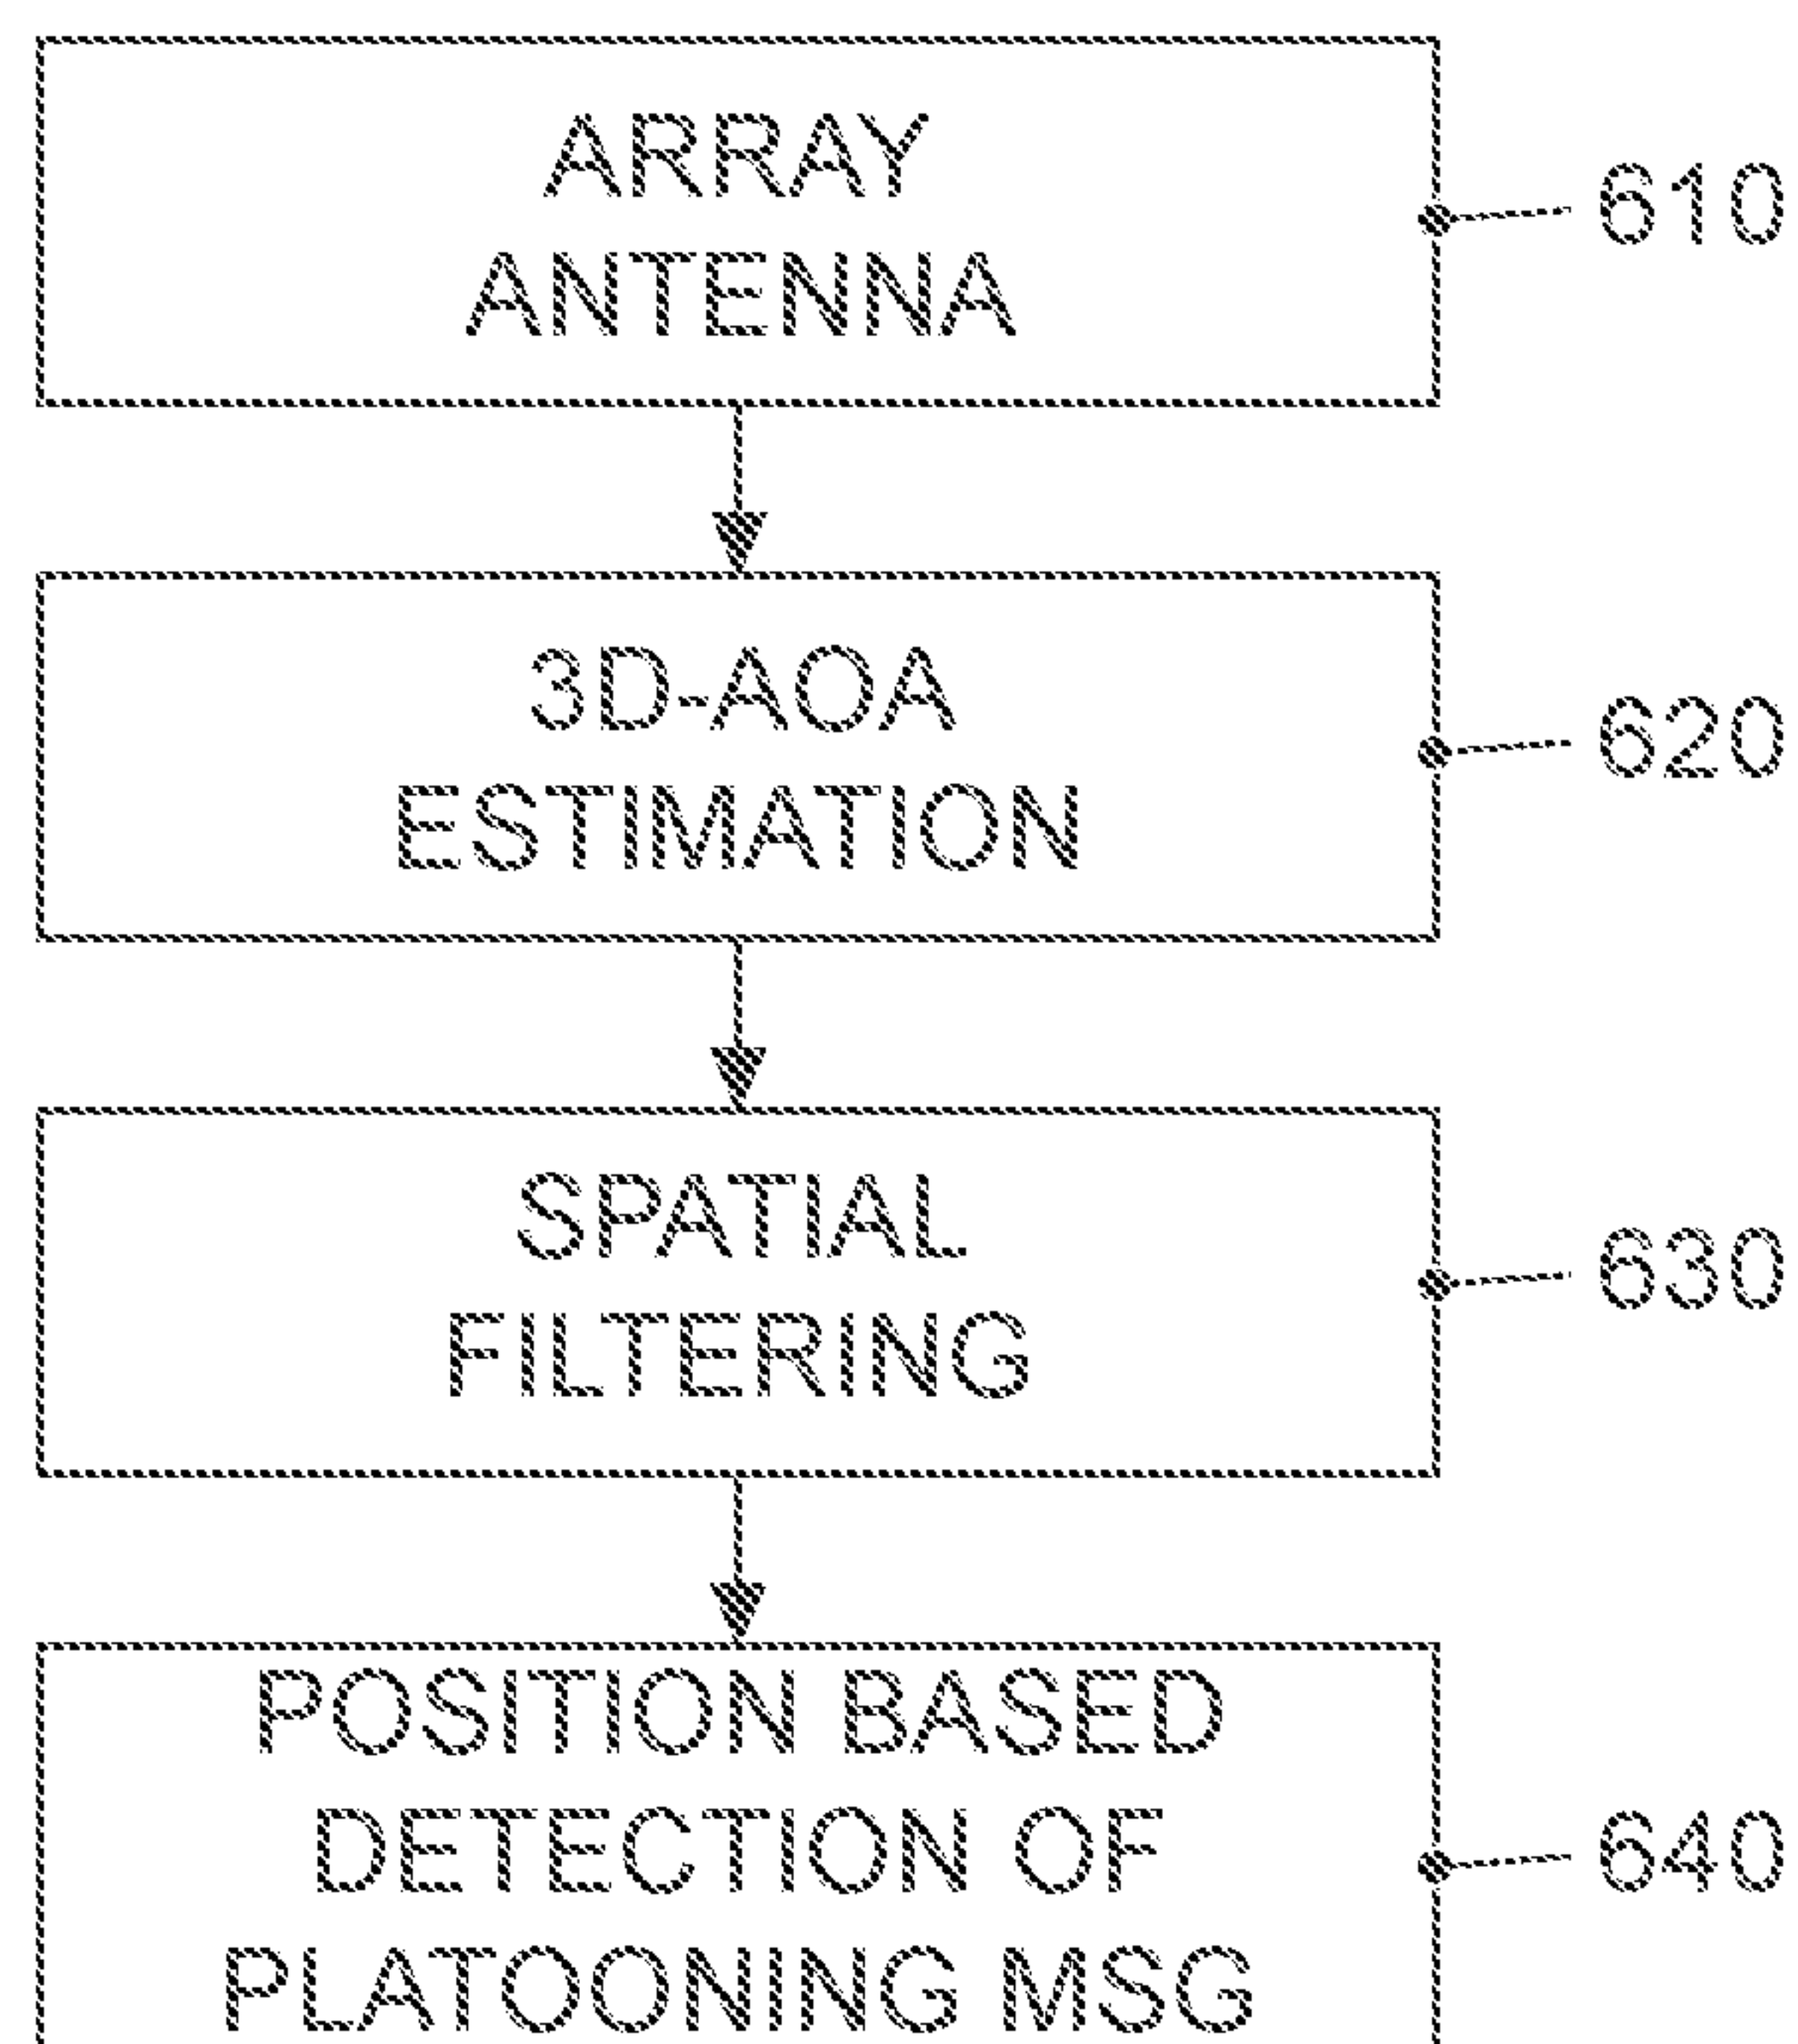 ARRAY
ANTENNA
610
3D-AOA
ESTIMATION
620
SPATIAL
FILTERING
630
POSITION BASED
DETECTION OF
PLATOONING MSG
640